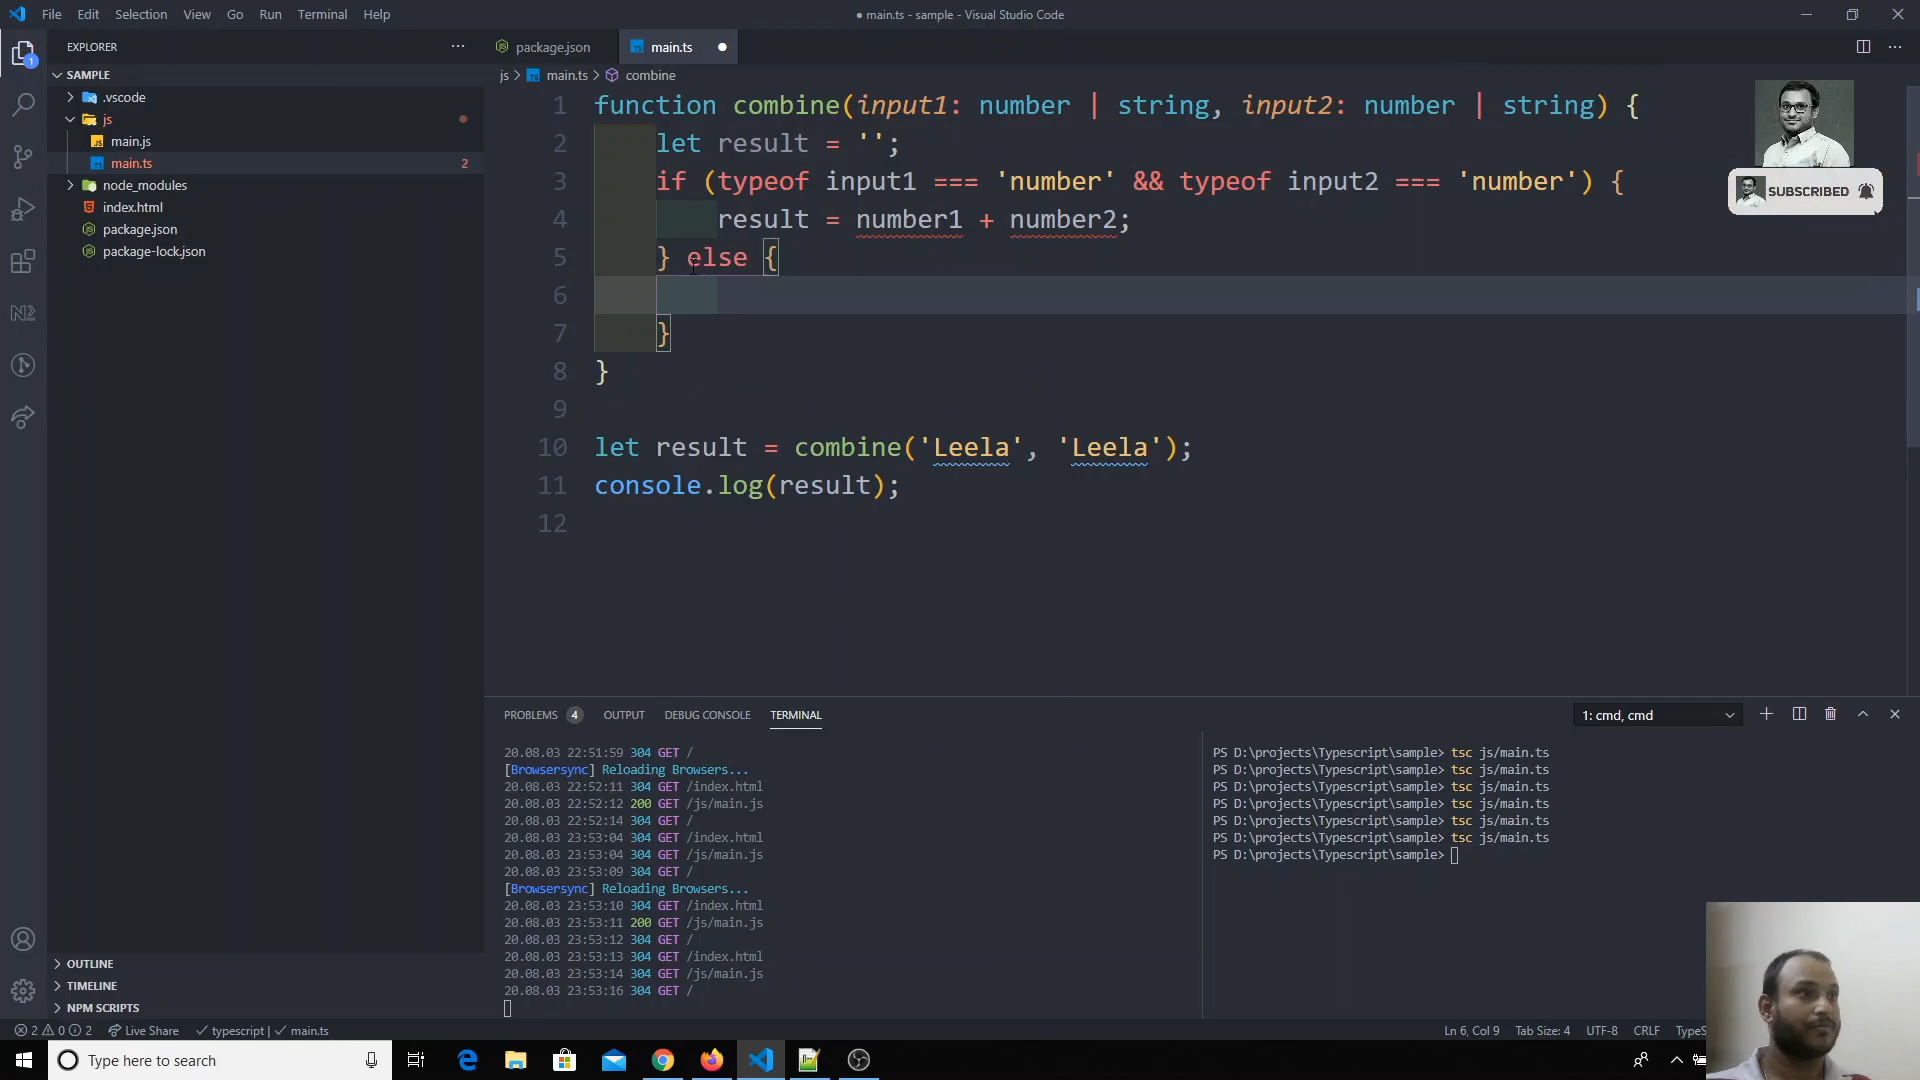 File Edit Selection View Go Run Terminal Help
● main.ts - sample - Visual Studio Code
EXPLORER
SAMPLE
.vscode
js
main.js
main.ts 2
node_modules
index.html
package.json
package-lock.json
OUTLINE
TIMELINE
NPM SCRIPTS
1
package.json main.ts
js > main.ts > combine
1 function combine(input1: number | string, input2: number | string) {
2 let result = '';
3 if (typeof input1 === 'number' && typeof input2 === 'number') {
4 result = number1 + number2;
5 } else {
6
7 }
8 }
9
10 let result = combine('Leela', 'Leela');
11 console.log(result);
12
SUBSCRIBED
PROBLEMS 4 OUTPUT DEBUG CONSOLE TERMINAL
1: cmd, cmd
20.08.03 22:51:59 304 GET /
[Browsersync] Reloading Browsers...
20.08.03 22:52:11 304 GET /index.html
20.08.03 22:52:12 200 GET /js/main.js
20.08.03 22:52:14 304 GET /
20.08.03 23:53:04 304 GET /index.html
20.08.03 23:53:04 304 GET /js/main.js
20.08.03 23:53:09 304 GET /
[Browsersync] Reloading Browsers...
20.08.03 23:53:10 304 GET /index.html
20.08.03 23:53:11 200 GET /js/main.js
20.08.03 23:53:12 304 GET /
20.08.03 23:53:13 304 GET /index.html
20.08.03 23:53:14 304 GET /js/main.js
20.08.03 23:53:16 304 GET /
PS D:\projects\Typescript\sample> tsc js/main.ts
PS D:\projects\Typescript\sample> tsc js/main.ts
PS D:\projects\Typescript\sample> tsc js/main.ts
PS D:\projects\Typescript\sample> tsc js/main.ts
PS D:\projects\Typescript\sample> tsc js/main.ts
PS D:\projects\Typescript\sample> tsc js/main.ts
PS D:\projects\Typescript\sample>
2 0 2 Live Share typescript | main.ts
Ln 6, Col 9 Tab Size: 4 UTF-8 CRLF TypeS
Type here to search